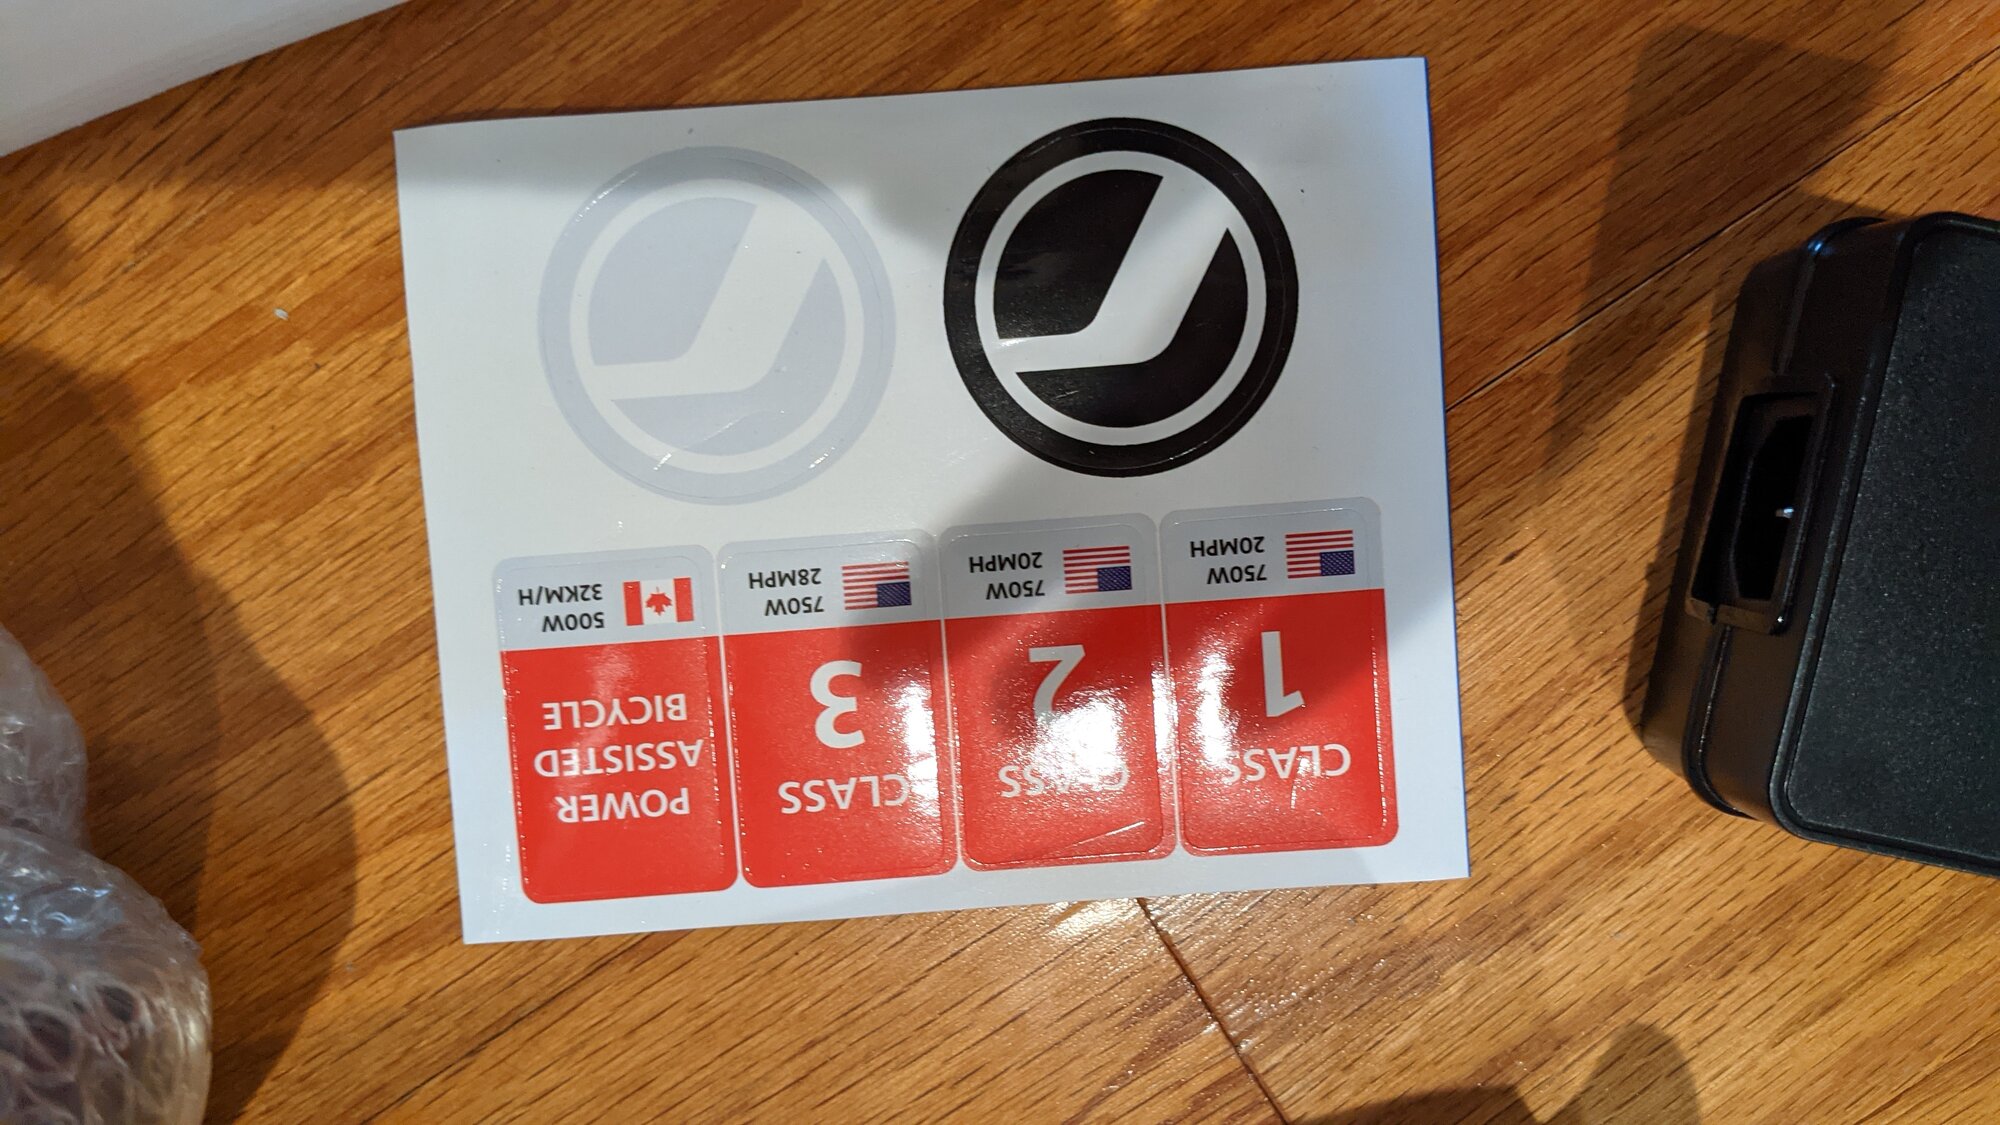 CLASS
1
750W
20MPH
CLASS
2
750W
20MPH
CLASS
3
750W
28MPH
POWER
ASSISTED
BICYCLE
500W
32KM/H